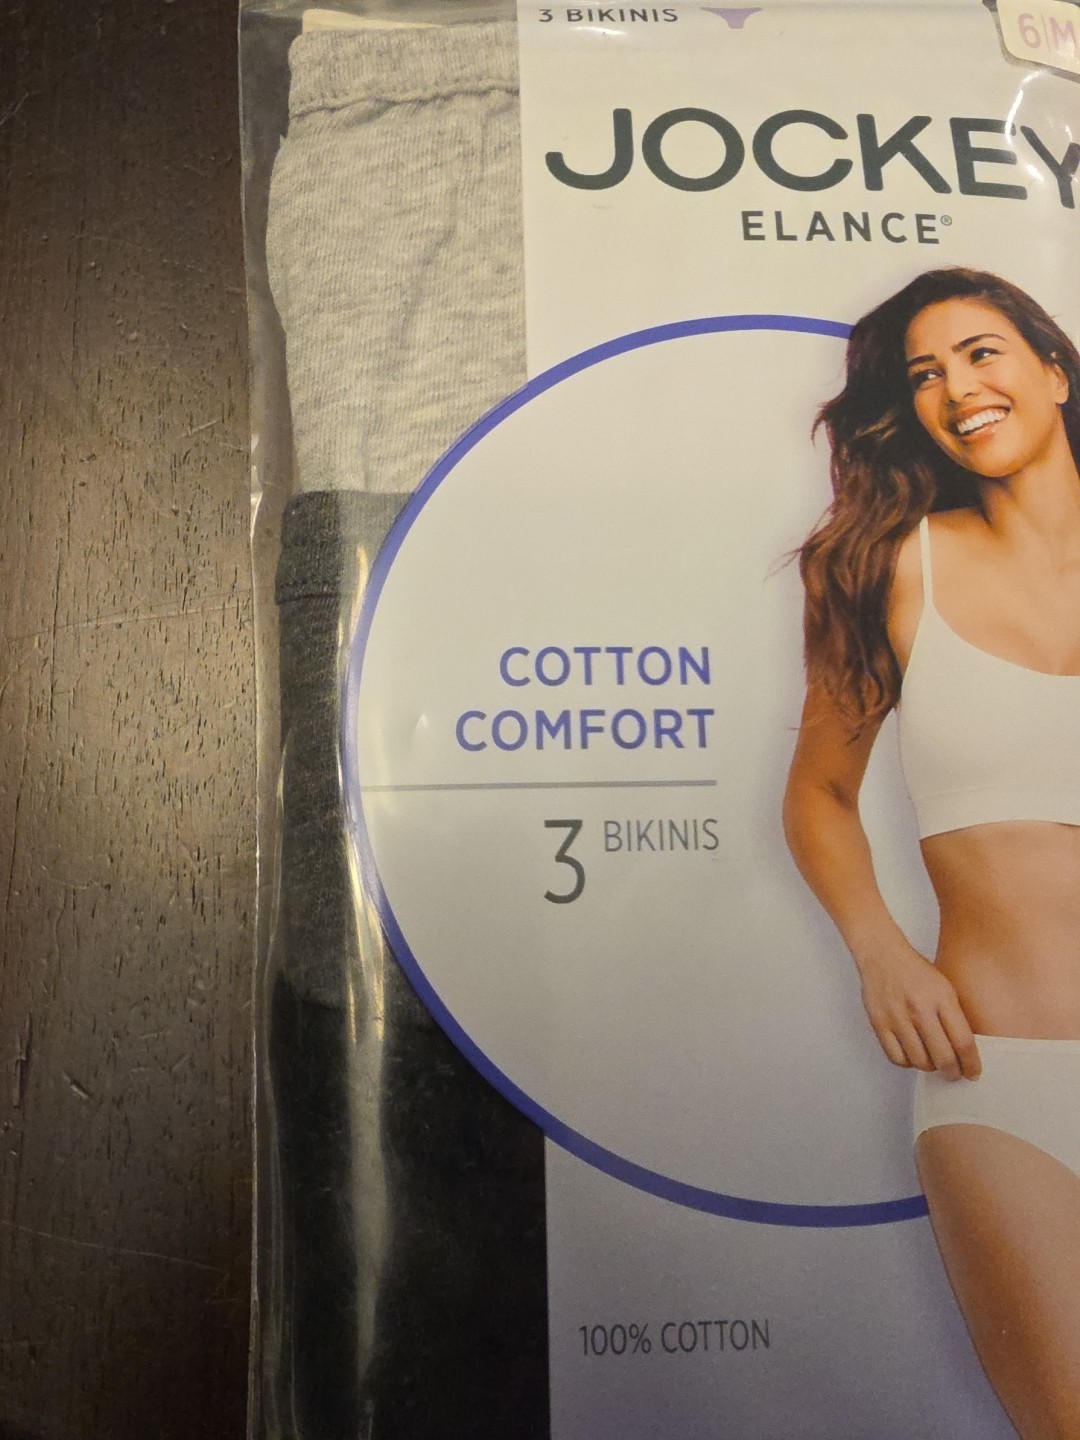 3 BIKINIS
6|M
JOCKEY
ELANCE®
COTTON
COMFORT
3 BIKINIS
100% COTTON